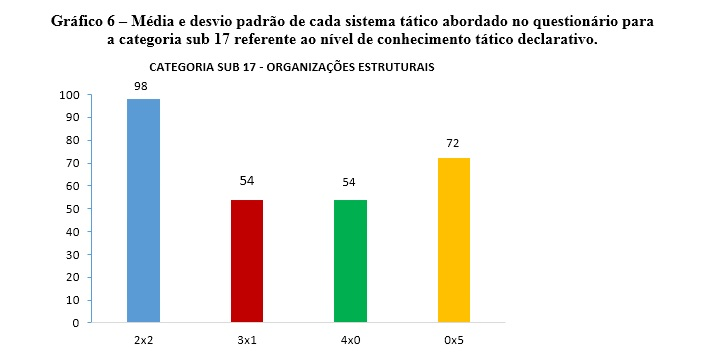 Gráfico 6 – Média e desvio padrão de cada sistema tático abordado no questionário para
a categoria sub 17 referente ao nível de conhecimento tático declarativo.
CATEGORIA SUB 17 - ORGANIZAÇÕES ESTRUTURAIS
98
54
54
72
100
90
80
70
60
50
40
30
20
10
0
2x2
3x1
4x0
0x5